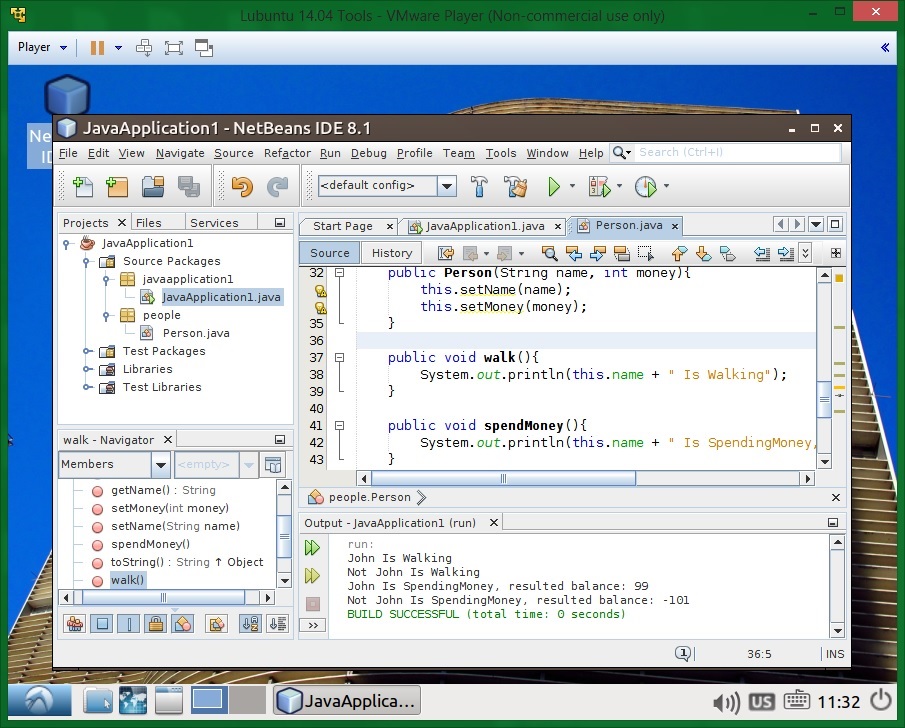 Lubuntu 14.04 Tools - VMware Player (Non-commercial use only)
Player
Ne
JavaApplication1 - NetBeans IDE 8.1
File Edit View Navigate Source Refactor Run Debug Profile Team Tools Window Help Search (Ctrl+I)
<default config>
Projects Files Services
JavaApplication1
Source Packages
javaapplication1
JavaApplication1.java
people
Person.java
Test Packages
Libraries
Test Libraries
Start Page JavaApplication1.java Person.java
Source History
32 public Person(String name, int money){
this.setName(name);
this.setMoney(money);
35 }
36
37 public void walk(){
38 System.out.println(this.name + " Is Walking");
39 }
40
41 public void spendMoney(){
42 System.out.println(this.name + " Is SpendingMoney,
43 }
people.Person
walk - Navigator
Members <empty>
getName() : String
setMoney(int money)
setName(String name)
spendMoney()
toString() : String ↑ Object
walk()
Output - JavaApplication1 (run)
run:
John Is Walking
Not John Is Walking
John Is SpendingMoney, resulted balance: 99
Not John Is SpendingMoney, resulted balance: -101
BUILD SUCCESSFUL (total time: 0 seconds)
1 36:5 INS
JavaApplica... US 11:32